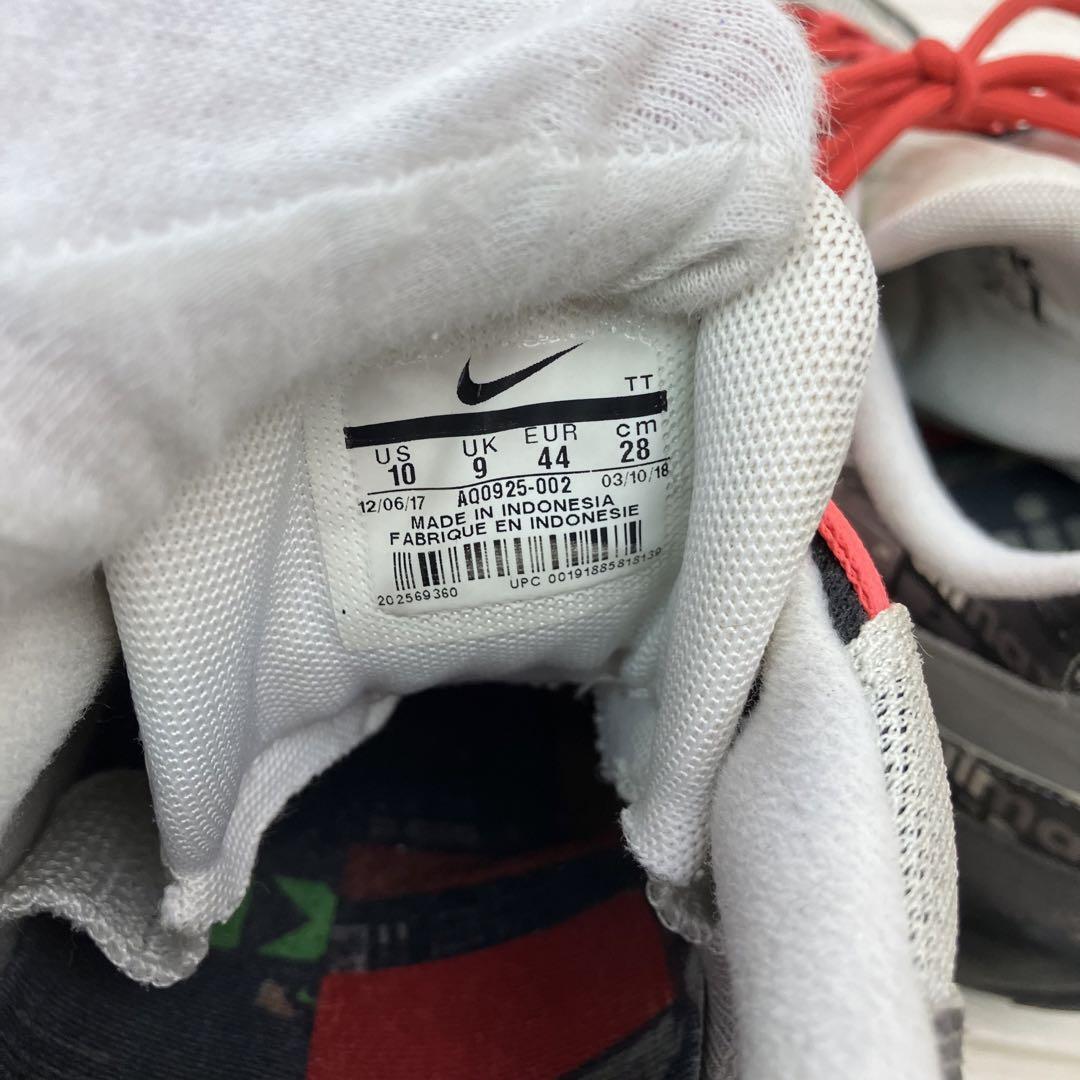 TT
US UK EUR cm
10 9 44 28
12/06/17 AQ0925-002 03/10/18
MADE IN INDONESIA
FABRIQUE EN INDONESIE
202569360 UPC 00191885818139